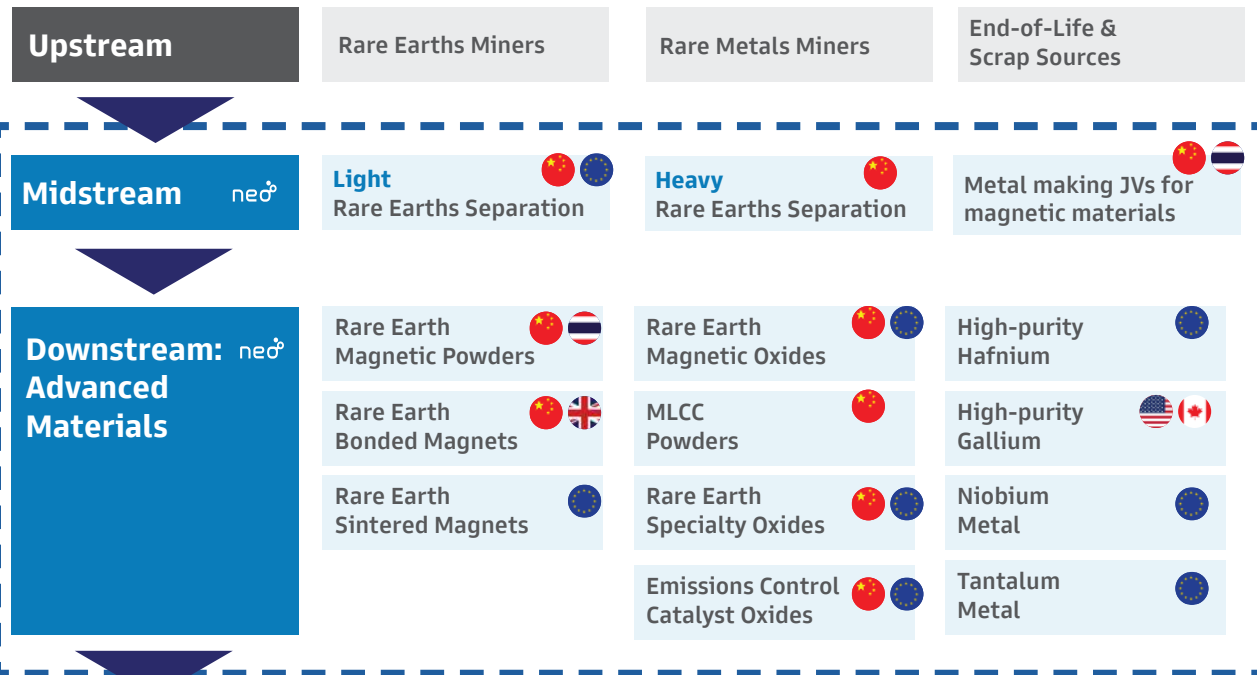 Upstream
Rare Earths Miners
Rare Metals Miners
End-of-Life &
Scrap Sources
Midstream
neo
Light
Rare Earths Separation
Heavy
Rare Earths Separation
Metal making JVs for
magnetic materials
Downstream:
neo
Advanced
Materials
Rare Earth
Magnetic Powders
Rare Earth
Magnetic Oxides
High-purity
Hafnium
Rare Earth
Bonded Magnets
MLCC
Powders
High-purity
Gallium
Rare Earth
Sintered Magnets
Rare Earth
Specialty Oxides
Niobium
Metal
Emissions Control
Catalyst Oxides
Tantalum
Metal